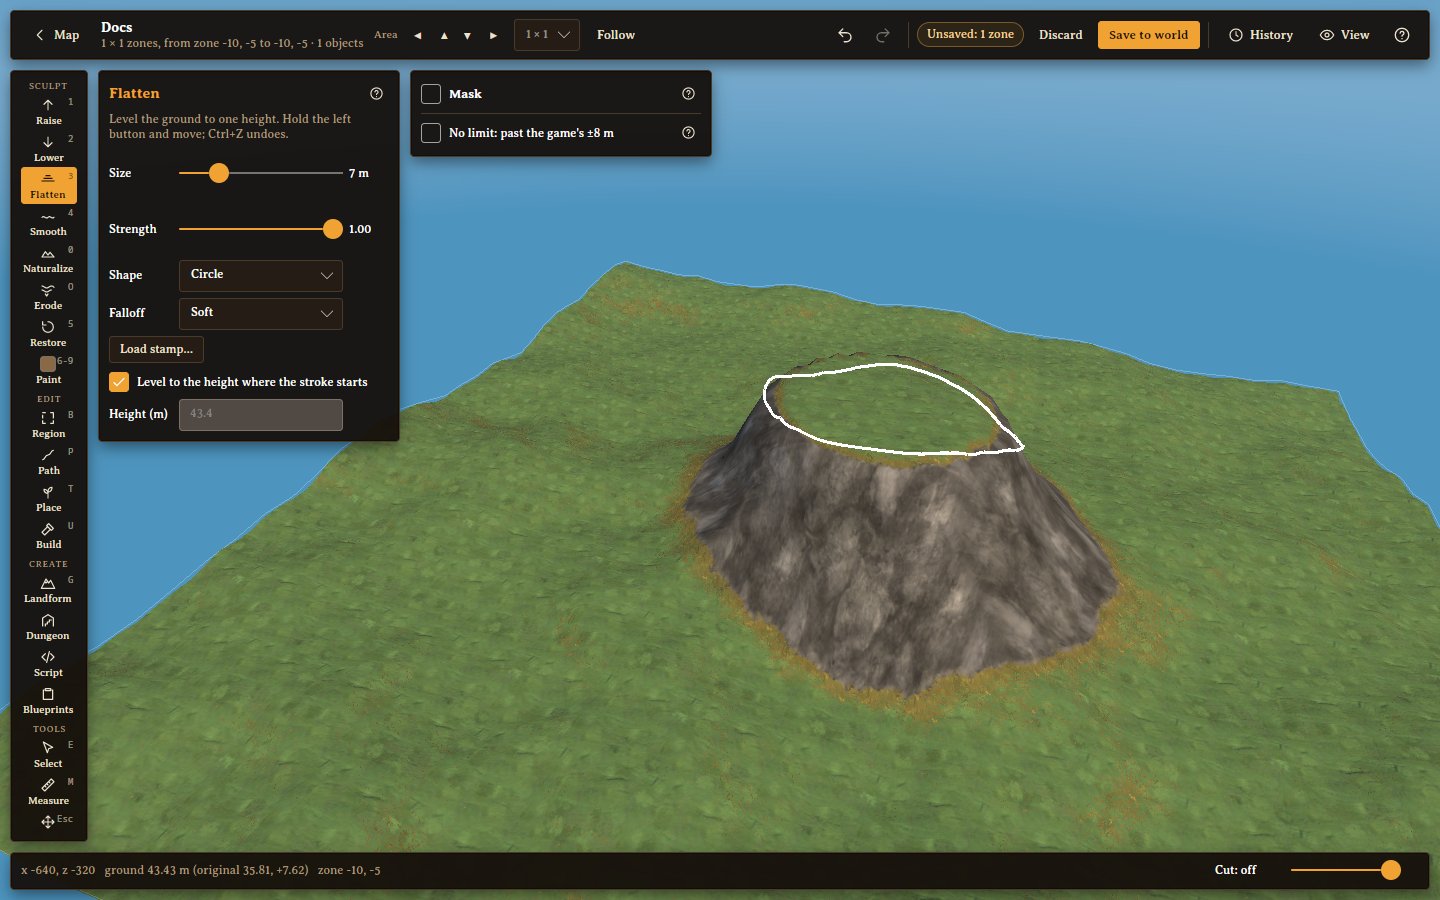 Map
Docs
1 × 1 zones, from zone -10, -5 to -10, -5 · 1 objects
Area
1 × 1
Follow
Unsaved: 1 zone
Discard
Save to world
History
View
SCULPT
1
Raise
2
Lower
3
Flatten
4
Smooth
0
Naturalize
O
Erode
5
Restore
6-9
Paint
EDIT
B
Region
P
Path
T
Place
U
Build
CREATE
G
Landform
Dungeon
Script
Blueprints
TOOLS
E
Select
M
Measure
Esc
Flatten
Level the ground to one height. Hold the left
button and move; Ctrl+Z undoes.
Size
7 m
Strength
1.00
Shape
Circle
Falloff
Soft
Load stamp...
Level to the height where the stroke starts
Height (m)
43.4
Mask
No limit: past the game's ±8 m
x -640, z -320 ground 43.43 m (original 35.81, +7.62) zone -10, -5
Cut: off